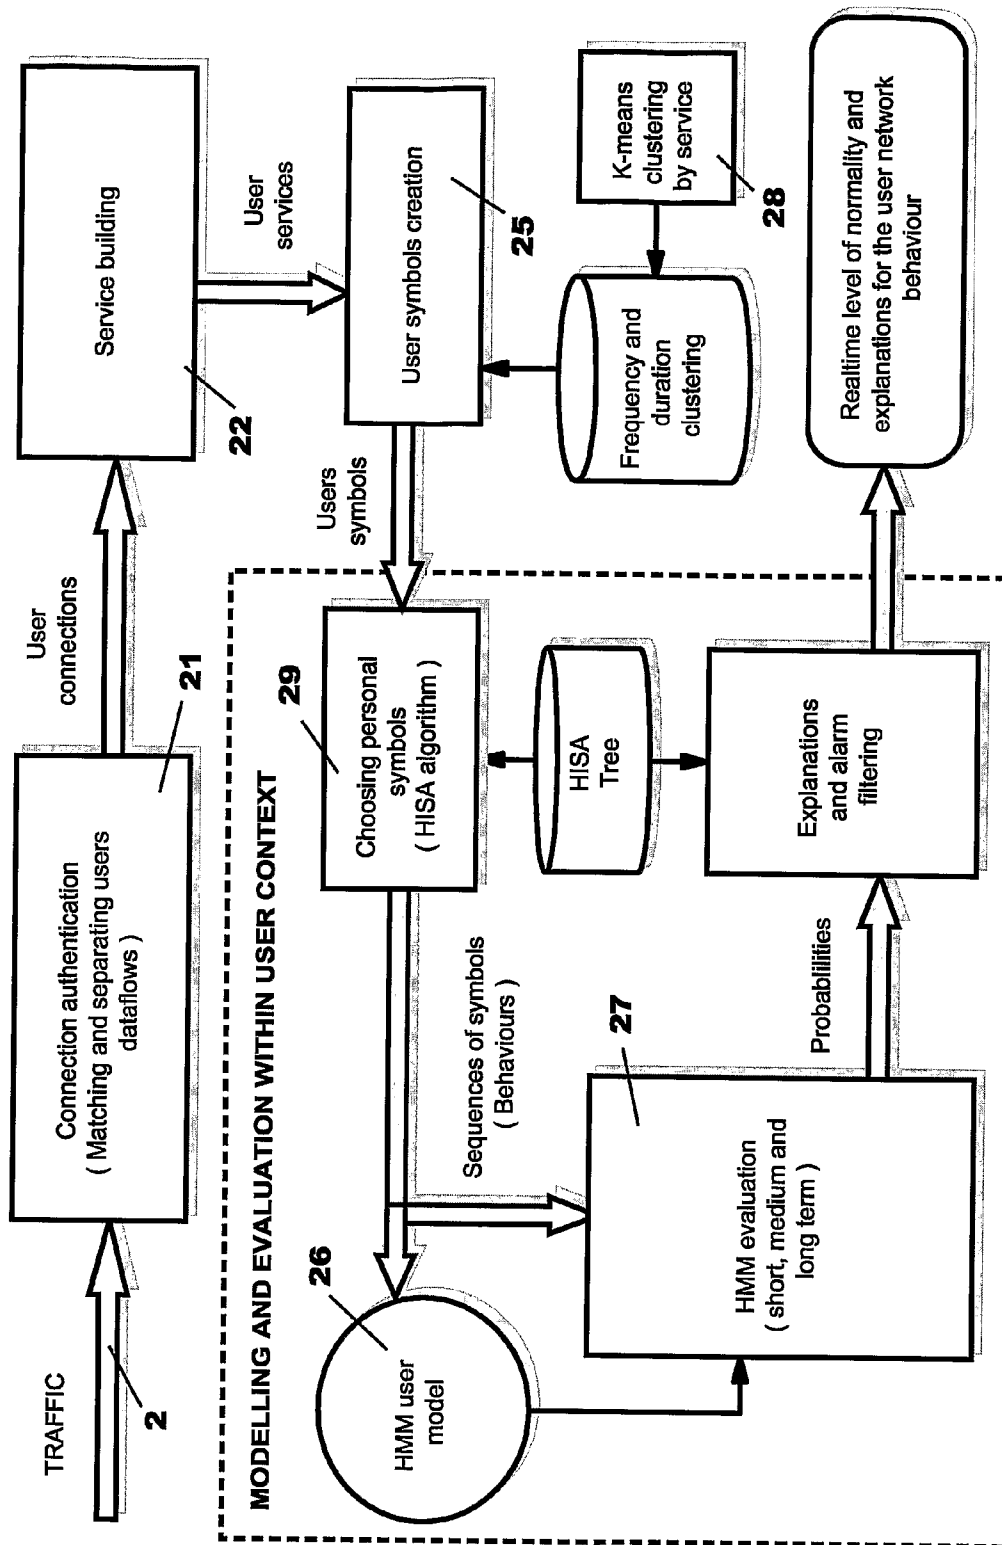 TRAFFIC
2
Connection authentication
( Matching and separating users
dataflows )
21
User
connections
Service building
22
User
services
User symbols creation
25
K-means
clustering
by service
28
Frequency and
duration
clustering
Users
symbols
MODELLING AND EVALUATION WITHIN USER CONTEXT
Choosing personal
symbols
( HISA algorithm )
29
HISA
Tree
Sequences of symbols
( Behaviours )
HMM user
model
26
HMM evaluation
( short, medium and
long term )
27
Probablilities
Explanations
and alarm
filtering
Realtime level of normality and
explanations for the user network
behaviour